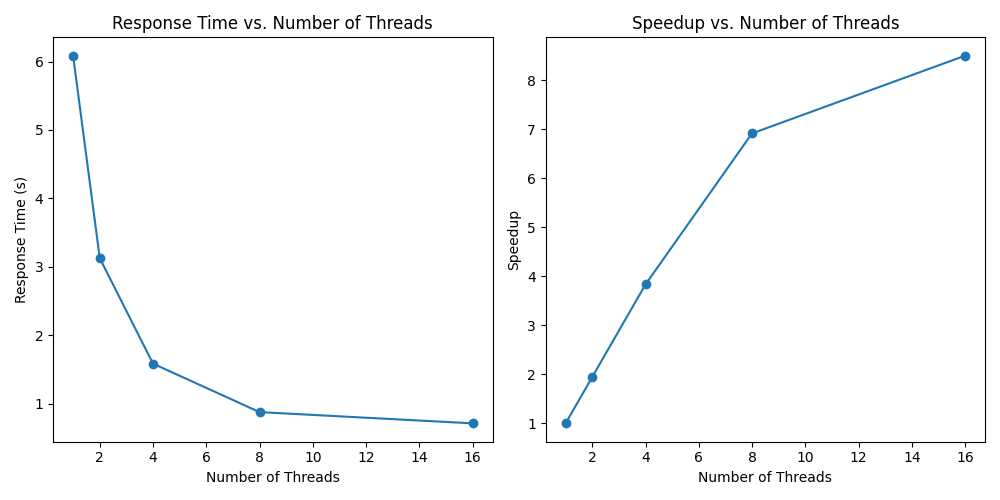 Response Time vs. Number of Threads
Response Time (s)
6
5
4
3
2
1
2 4 6 8 10 12 14 16
Number of Threads
Speedup vs. Number of Threads
Speedup
8
7
6
5
4
3
2
1
2 4 6 8 10 12 14 16
Number of Threads